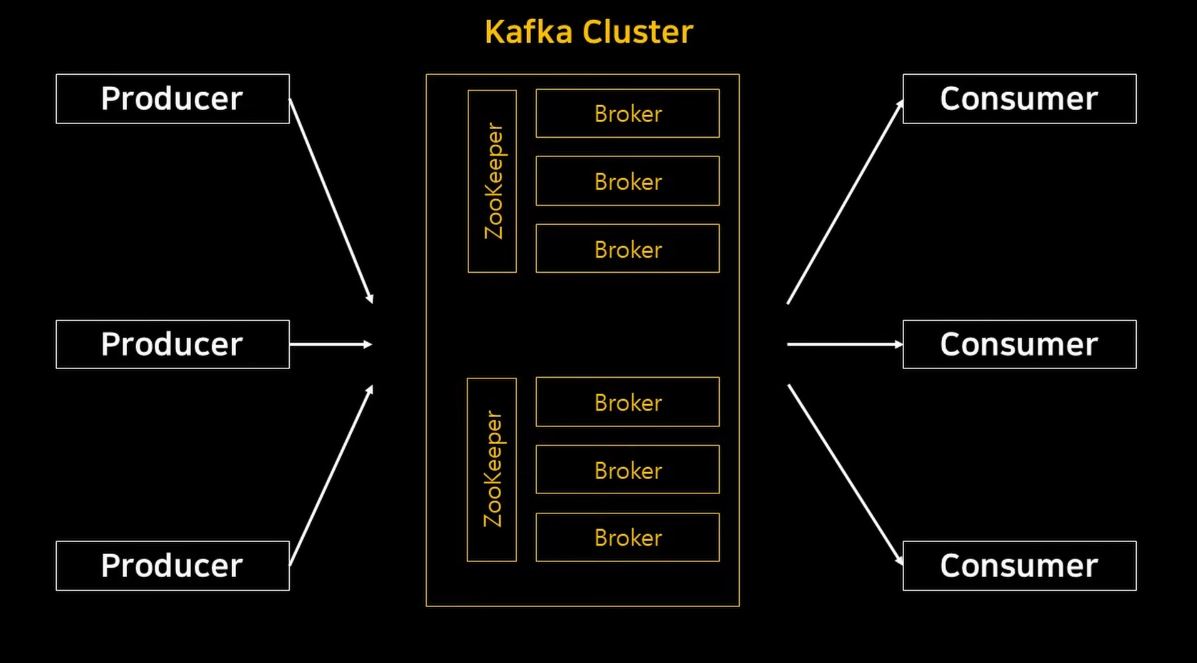 Kafka Cluster
Producer
Producer
Producer
ZooKeeper
Broker
Broker
Broker
ZooKeeper
Broker
Broker
Broker
Consumer
Consumer
Consumer